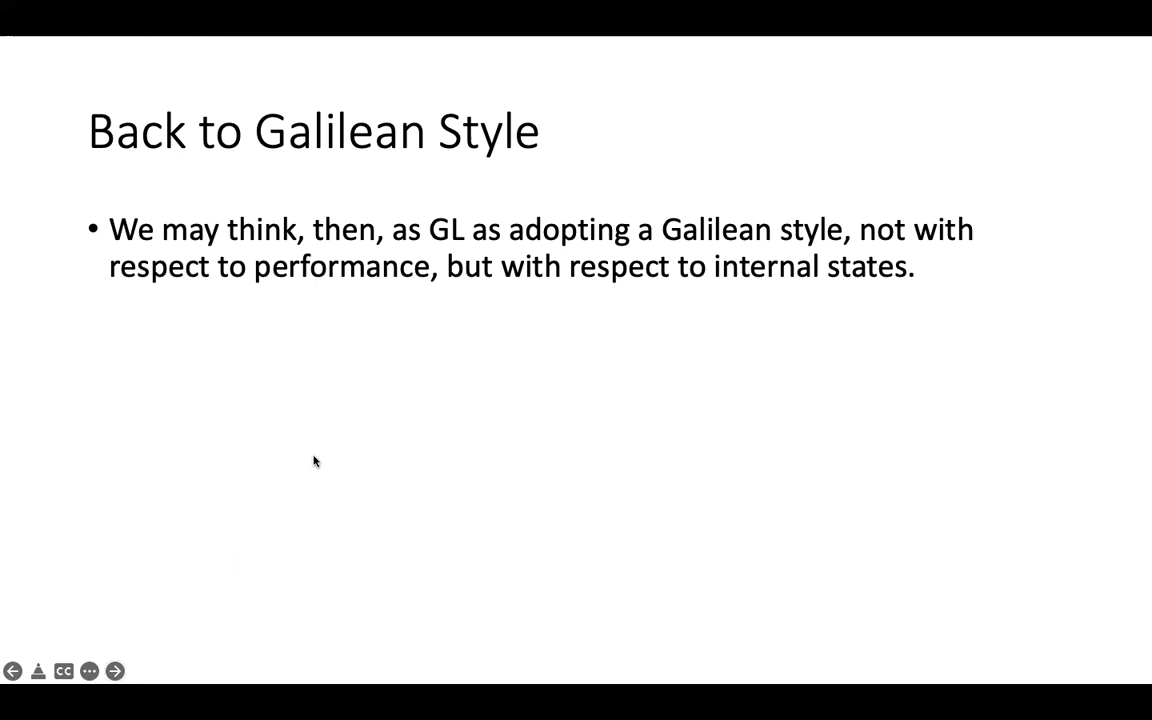 Back to Galilean Style
• We may think, then, as GL as adopting a Galilean style, not with
respect to performance, but with respect to internal states.
CC